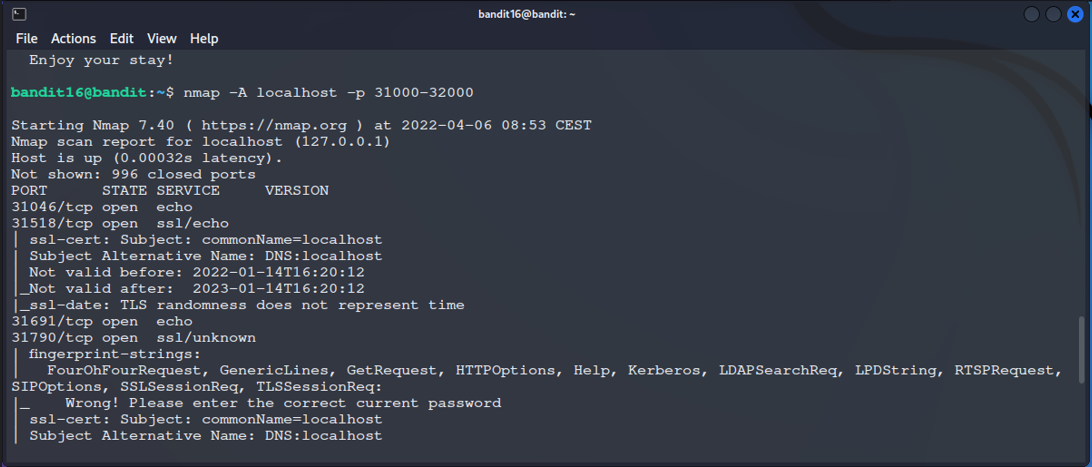 bandit16@bandit: ~
File Actions Edit View Help
Enjoy your stay!
bandit16@bandit:~$ nmap -A localhost -p 31000-32000
Starting Nmap 7.40 ( https://nmap.org ) at 2022-04-06 08:53 CEST
Nmap scan report for localhost (127.0.0.1)
Host is up (0.00032s latency).
Not shown: 996 closed ports
PORT      STATE SERVICE     VERSION
31046/tcp open  echo
31518/tcp open  ssl/echo
| ssl-cert: Subject: commonName=localhost
| Subject Alternative Name: DNS:localhost
| Not valid before: 2022-01-14T16:20:12
|_Not valid after:  2023-01-14T16:20:12
|_ssl-date: TLS randomness does not represent time
31691/tcp open  echo
31790/tcp open  ssl/unknown
| fingerprint-strings:
|   FourOhFourRequest, GenericLines, GetRequest, HTTPOptions, Help, Kerberos, LDAPSearchReq, LPDString, RTSPRequest,
SIPOptions, SSLSessionReq, TLSSessionReq:
|_    Wrong! Please enter the correct current password
| ssl-cert: Subject: commonName=localhost
| Subject Alternative Name: DNS:localhost